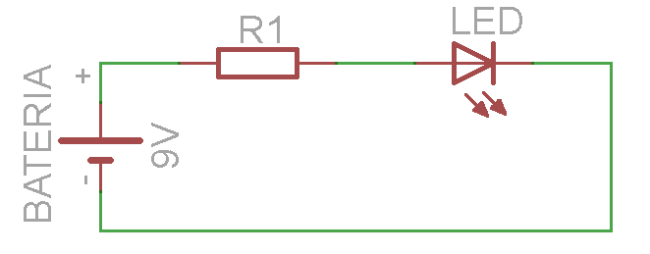 R1
LED
+
BATERIA
9V
-